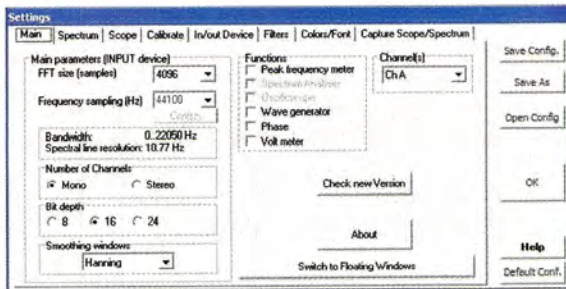 Settings
Main Spectrum Scope Calibrate In/out Device Filters Colors/Font Capture Scope/Spectrum
Main parameters (INPUT device)
FFT size (samples) 4096
Frequency sampling (Hz) 44100
Bandwidth: 0..22050 Hz
Spectral line resolution: 10.77 Hz
Number of Channels
Mono Stereo
Bit depth
8 16 24
Smoothing windows
Hanning
Functions
Peak frequency meter
Spectrum Analyser
Oscilloscope
Wave generator
Phase
Volt meter
Check new Version
About
Switch to Floating Windows
Channel(s)
Ch A
Save Config.
Save As
Open Config
OK
Help
Default Conf.